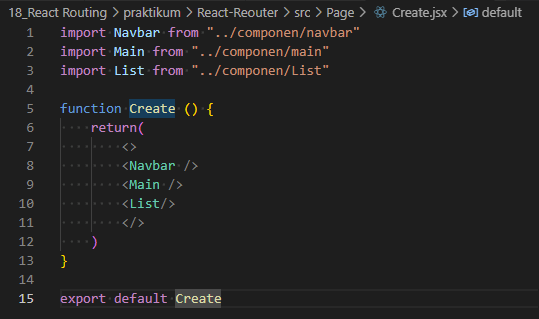 18_React Routing > praktikum > React-Reouter > src > Page > Create.jsx > default
1 import Navbar from "../componen/navbar"
2 import Main from "../componen/main"
3 import List from "../componen/List"
4
5 function Create () {
6     return(
7         <>
8         <Navbar />
9         <Main />
10         <List/>
11         </>
12     )
13 }
14
15 export default Create